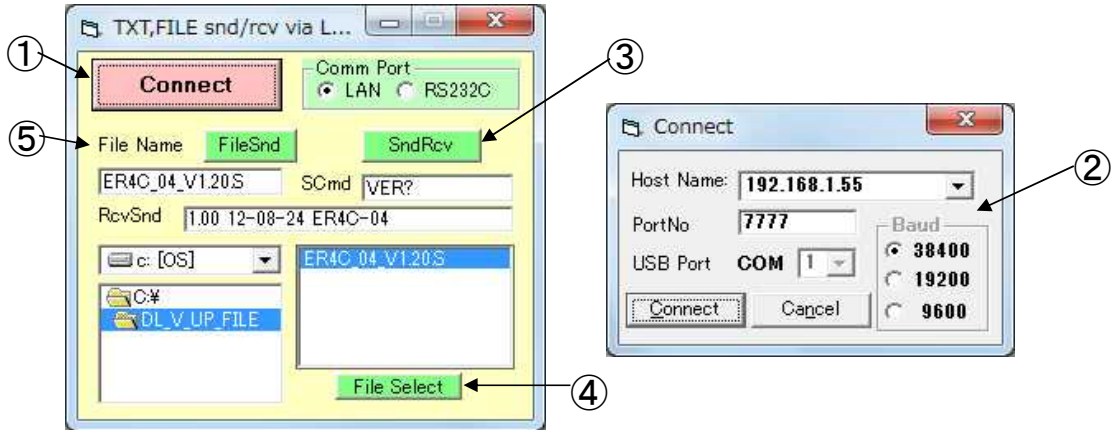 TXT,FILE snd/rcv via L...
①
Connect
Comm Port
LAN RS232C
③
⑤
File Name FileSnd SndRcv
ER4C_04_V1.20.S SCmd VER?
RcvSnd 1.00 12-08-24 ER4C-04
c: [OS]
C:¥
DL_V_UP_FILE
ER4C_04_V1.20.S
File Select
④
Connect
②
Host Name: 192.168.1.55
PortNo 7777
USB Port COM 1
Baud
38400
19200
9600
Connect Cancel